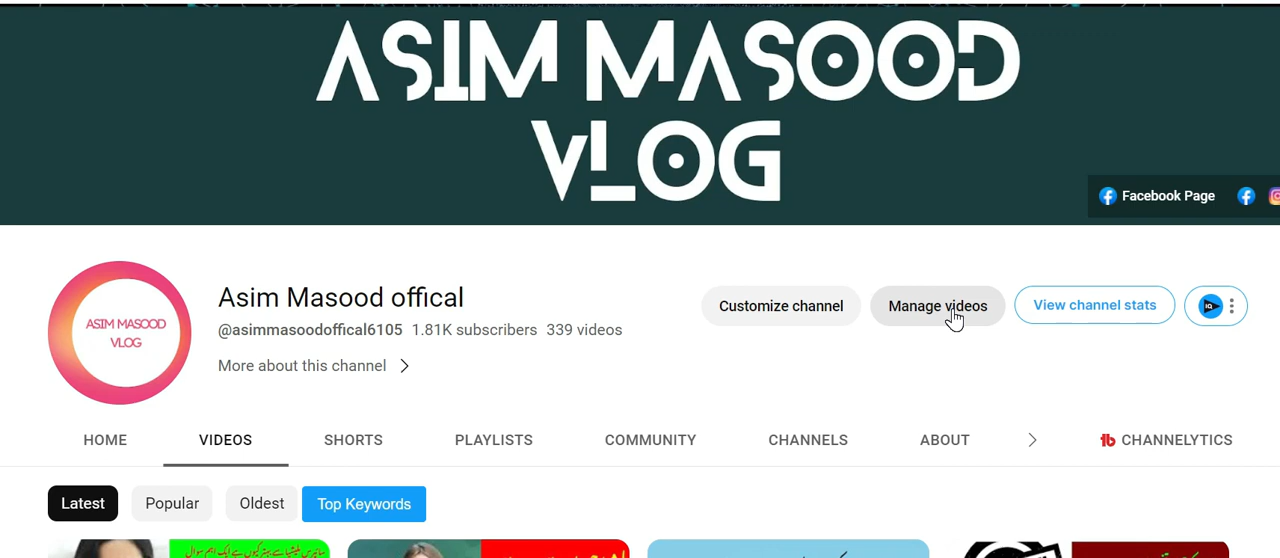 ASIM MASOOD
VLOG
Facebook Page
ASIM MASOOD
VLOG
Asim Masood offical
@asimmasoodoffical6105 1.81K subscribers 339 videos
More about this channel
Customize channel
Manage videos
View channel stats
HOME VIDEOS SHORTS PLAYLISTS COMMUNITY CHANNELS ABOUT CHANNELYTICS
Latest Popular Oldest Top Keywords